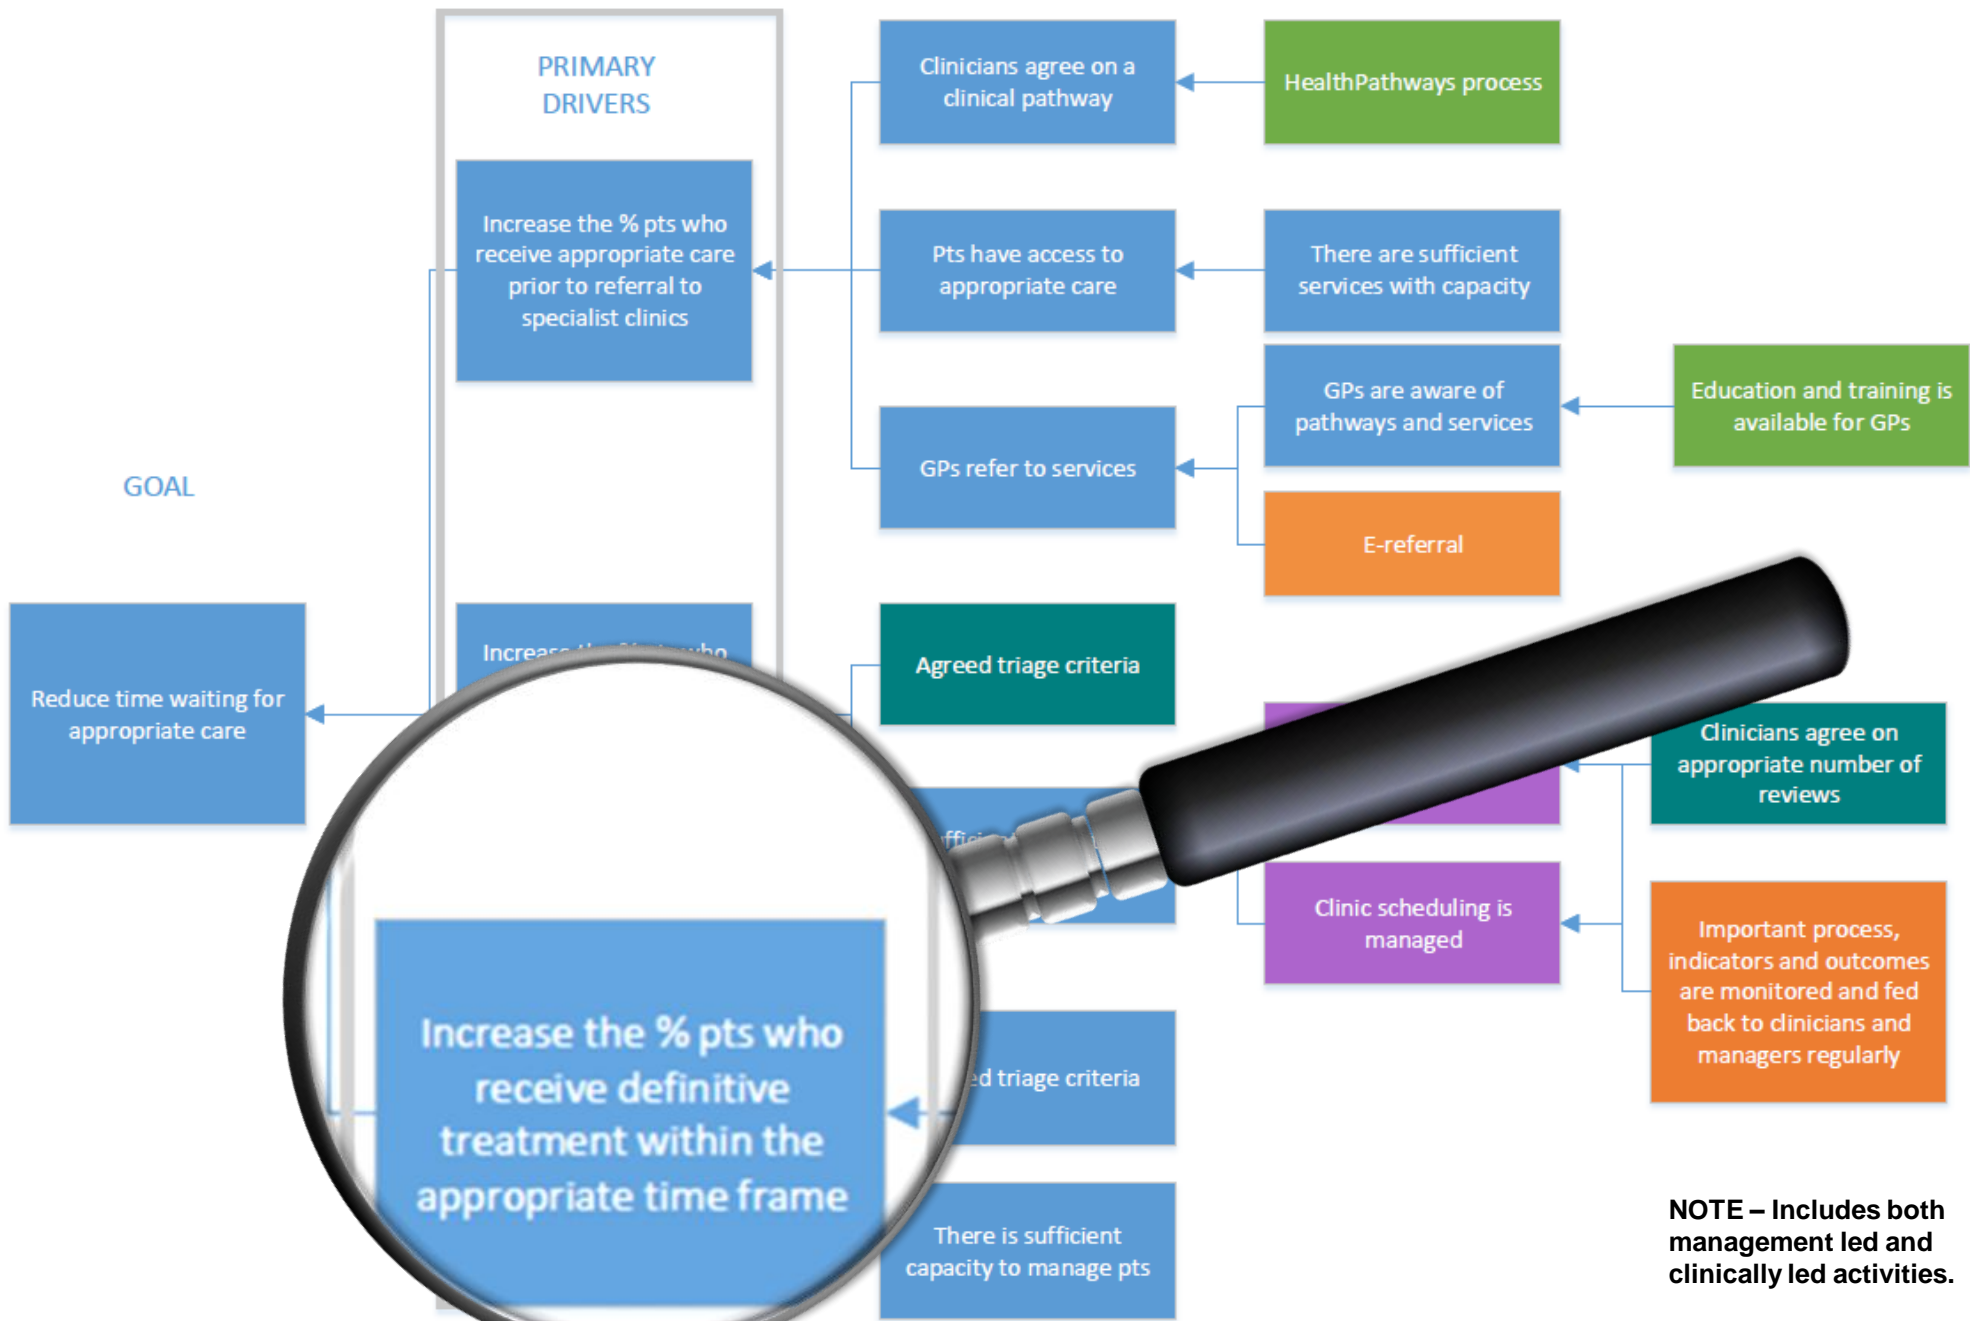 PRIMARY
DRIVERS
Clinicians agree on a
clinical pathway
HealthPathways process
Increase the % pts who
receive appropriate care
prior to referral to
specialist clinics
Pts have access to
appropriate care
There are sufficient
services with capacity
GPs are aware of
pathways and services
Education and training is
available for GPs
GPs refer to services
E-referral
GOAL
Reduce time waiting for
appropriate care
who
Agreed triage criteria
Clinicians agree on
appropriate number of
reviews
Clinic scheduling is
managed
Important process,
indicators and outcomes
are monitored and fed
back to clinicians and
managers regularly
Increase the % pts who
receive definitive
treatment within the
appropriate time frame
triage criteria
There is sufficient
capacity to manage pts
NOTE – Includes both
management led and
clinically led activities.